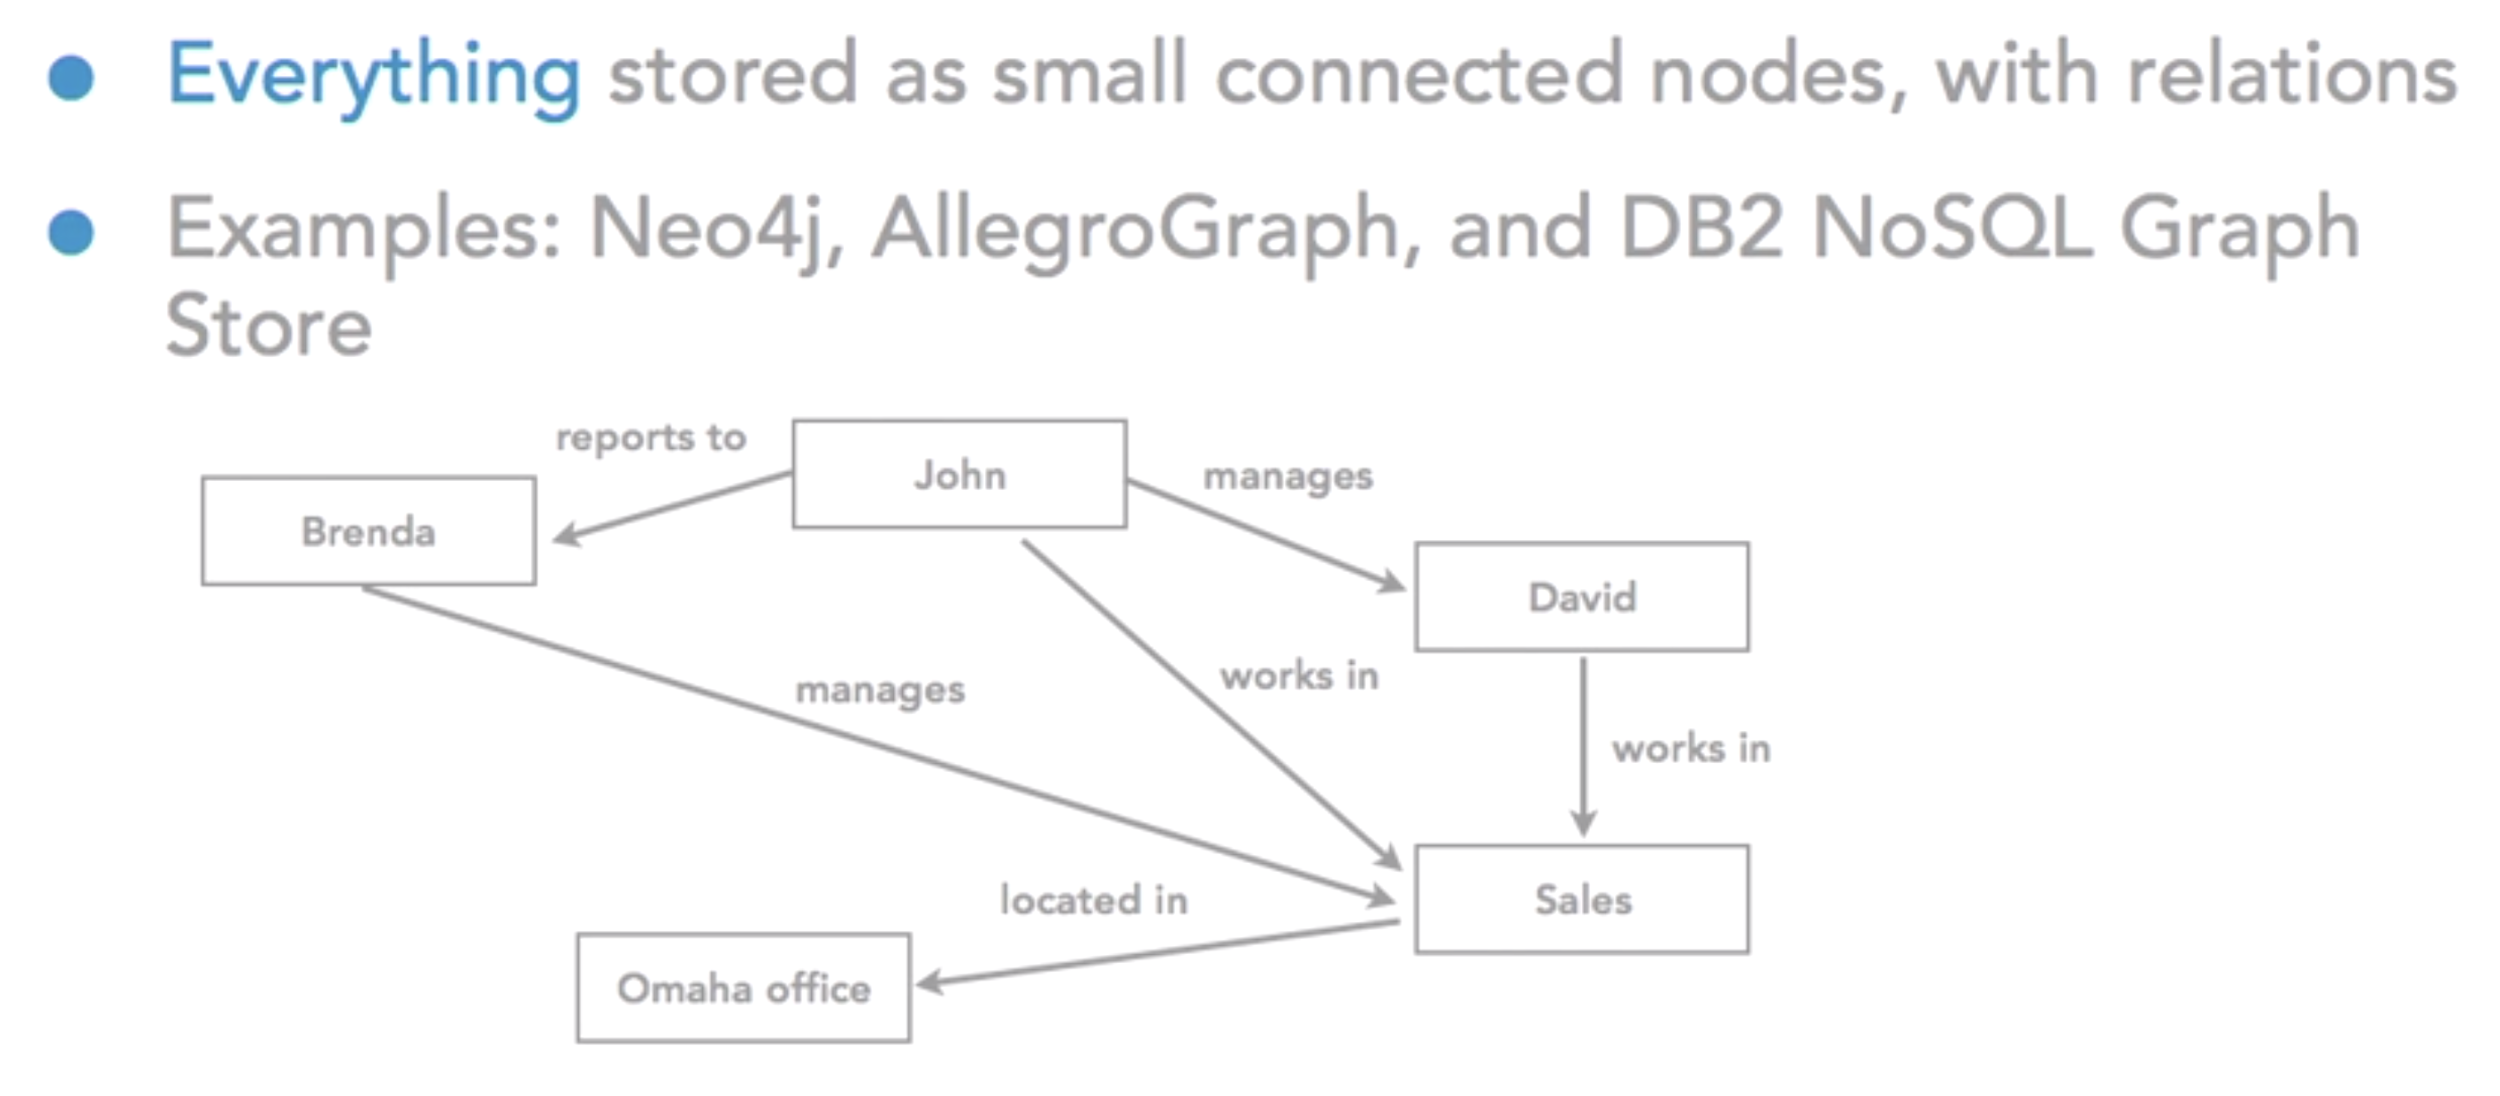 Everything stored as small connected nodes, with relations
Examples: Neo4j, AllegroGraph, and DB2 NoSQL Graph
Store
reports to
John
manages
Brenda
David
works in
manages
works in
located in
Sales
Omaha office